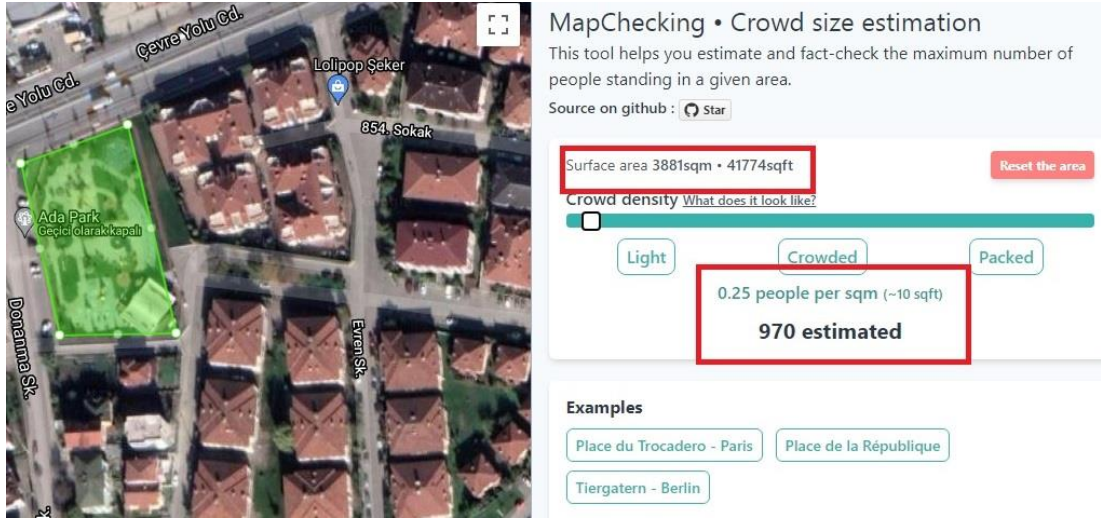 Çevre Yolu Cd.
e Yolu Cd.
Lolipop Şeker
854. Sokak
Ada Park
Geçici olarak kapalı
Donanma Sk.
Evren Sk.
k.
MapChecking • Crowd size estimation
This tool helps you estimate and fact-check the maximum number of
people standing in a given area.
Source on github : Star
Surface area 3881sqm • 41774sqft
Reset the area
Crowd density What does it look like?
Light
Crowded
Packed
0.25 people per sqm (~10 sqft)
970 estimated
Examples
Place du Trocadero - Paris
Place de la République
Tiergatern - Berlin